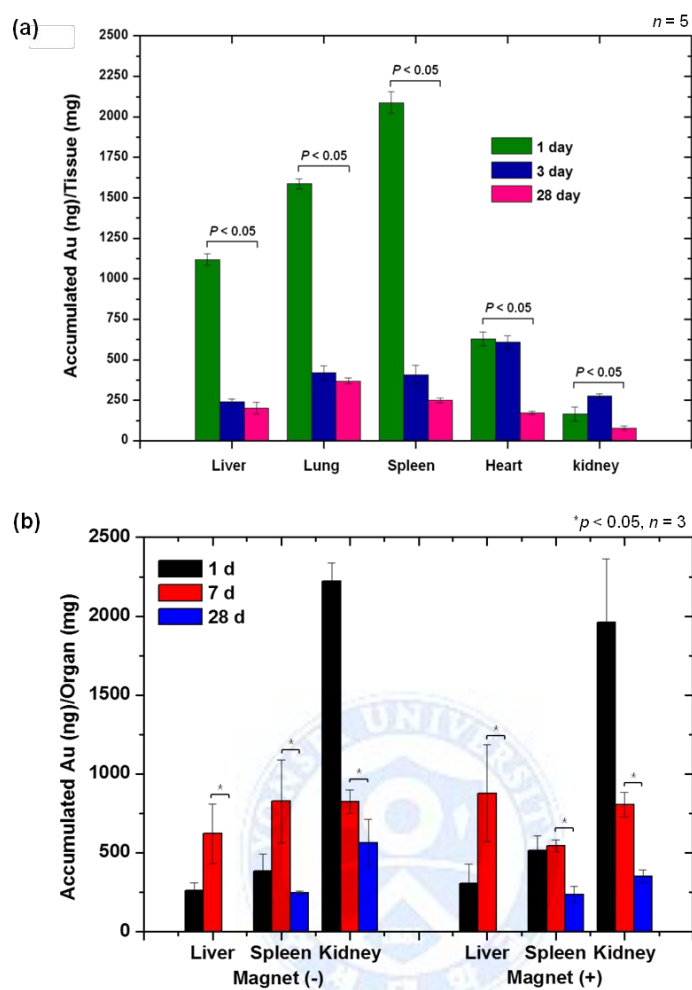 (a)
n = 5
Accumulated Au (ng)/Tissue (mg)
2500
2250
2000
1750
1500
1250
1000
750
500
250
0
P < 0.05
P < 0.05
P < 0.05
P < 0.05
P < 0.05
1 day
3 day
28 day
Liver Lung Spleen Heart kidney
(b)
*p < 0.05, n = 3
Accumulated Au (ng)/Organ (mg)
2500
2000
1500
1000
500
0
1 d
7 d
28 d
* * * * * *
Liver Spleen Kidney Liver Spleen Kidney
Magnet (-) Magnet (+)